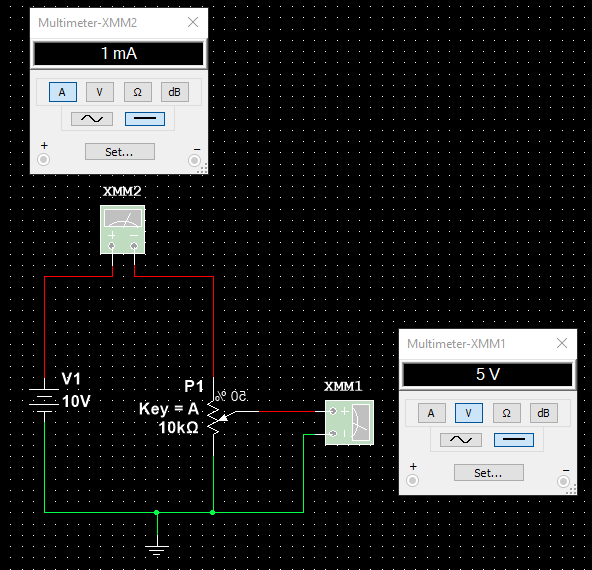 Multimeter-XMM2
1 mA
A V Ω dB
+ Set... −
XMM2
+ −
Multimeter-XMM1
5 V
A V Ω dB
+ Set... −
V1
10V
P1
50 %
Key = A
10kΩ
XMM1
+
−